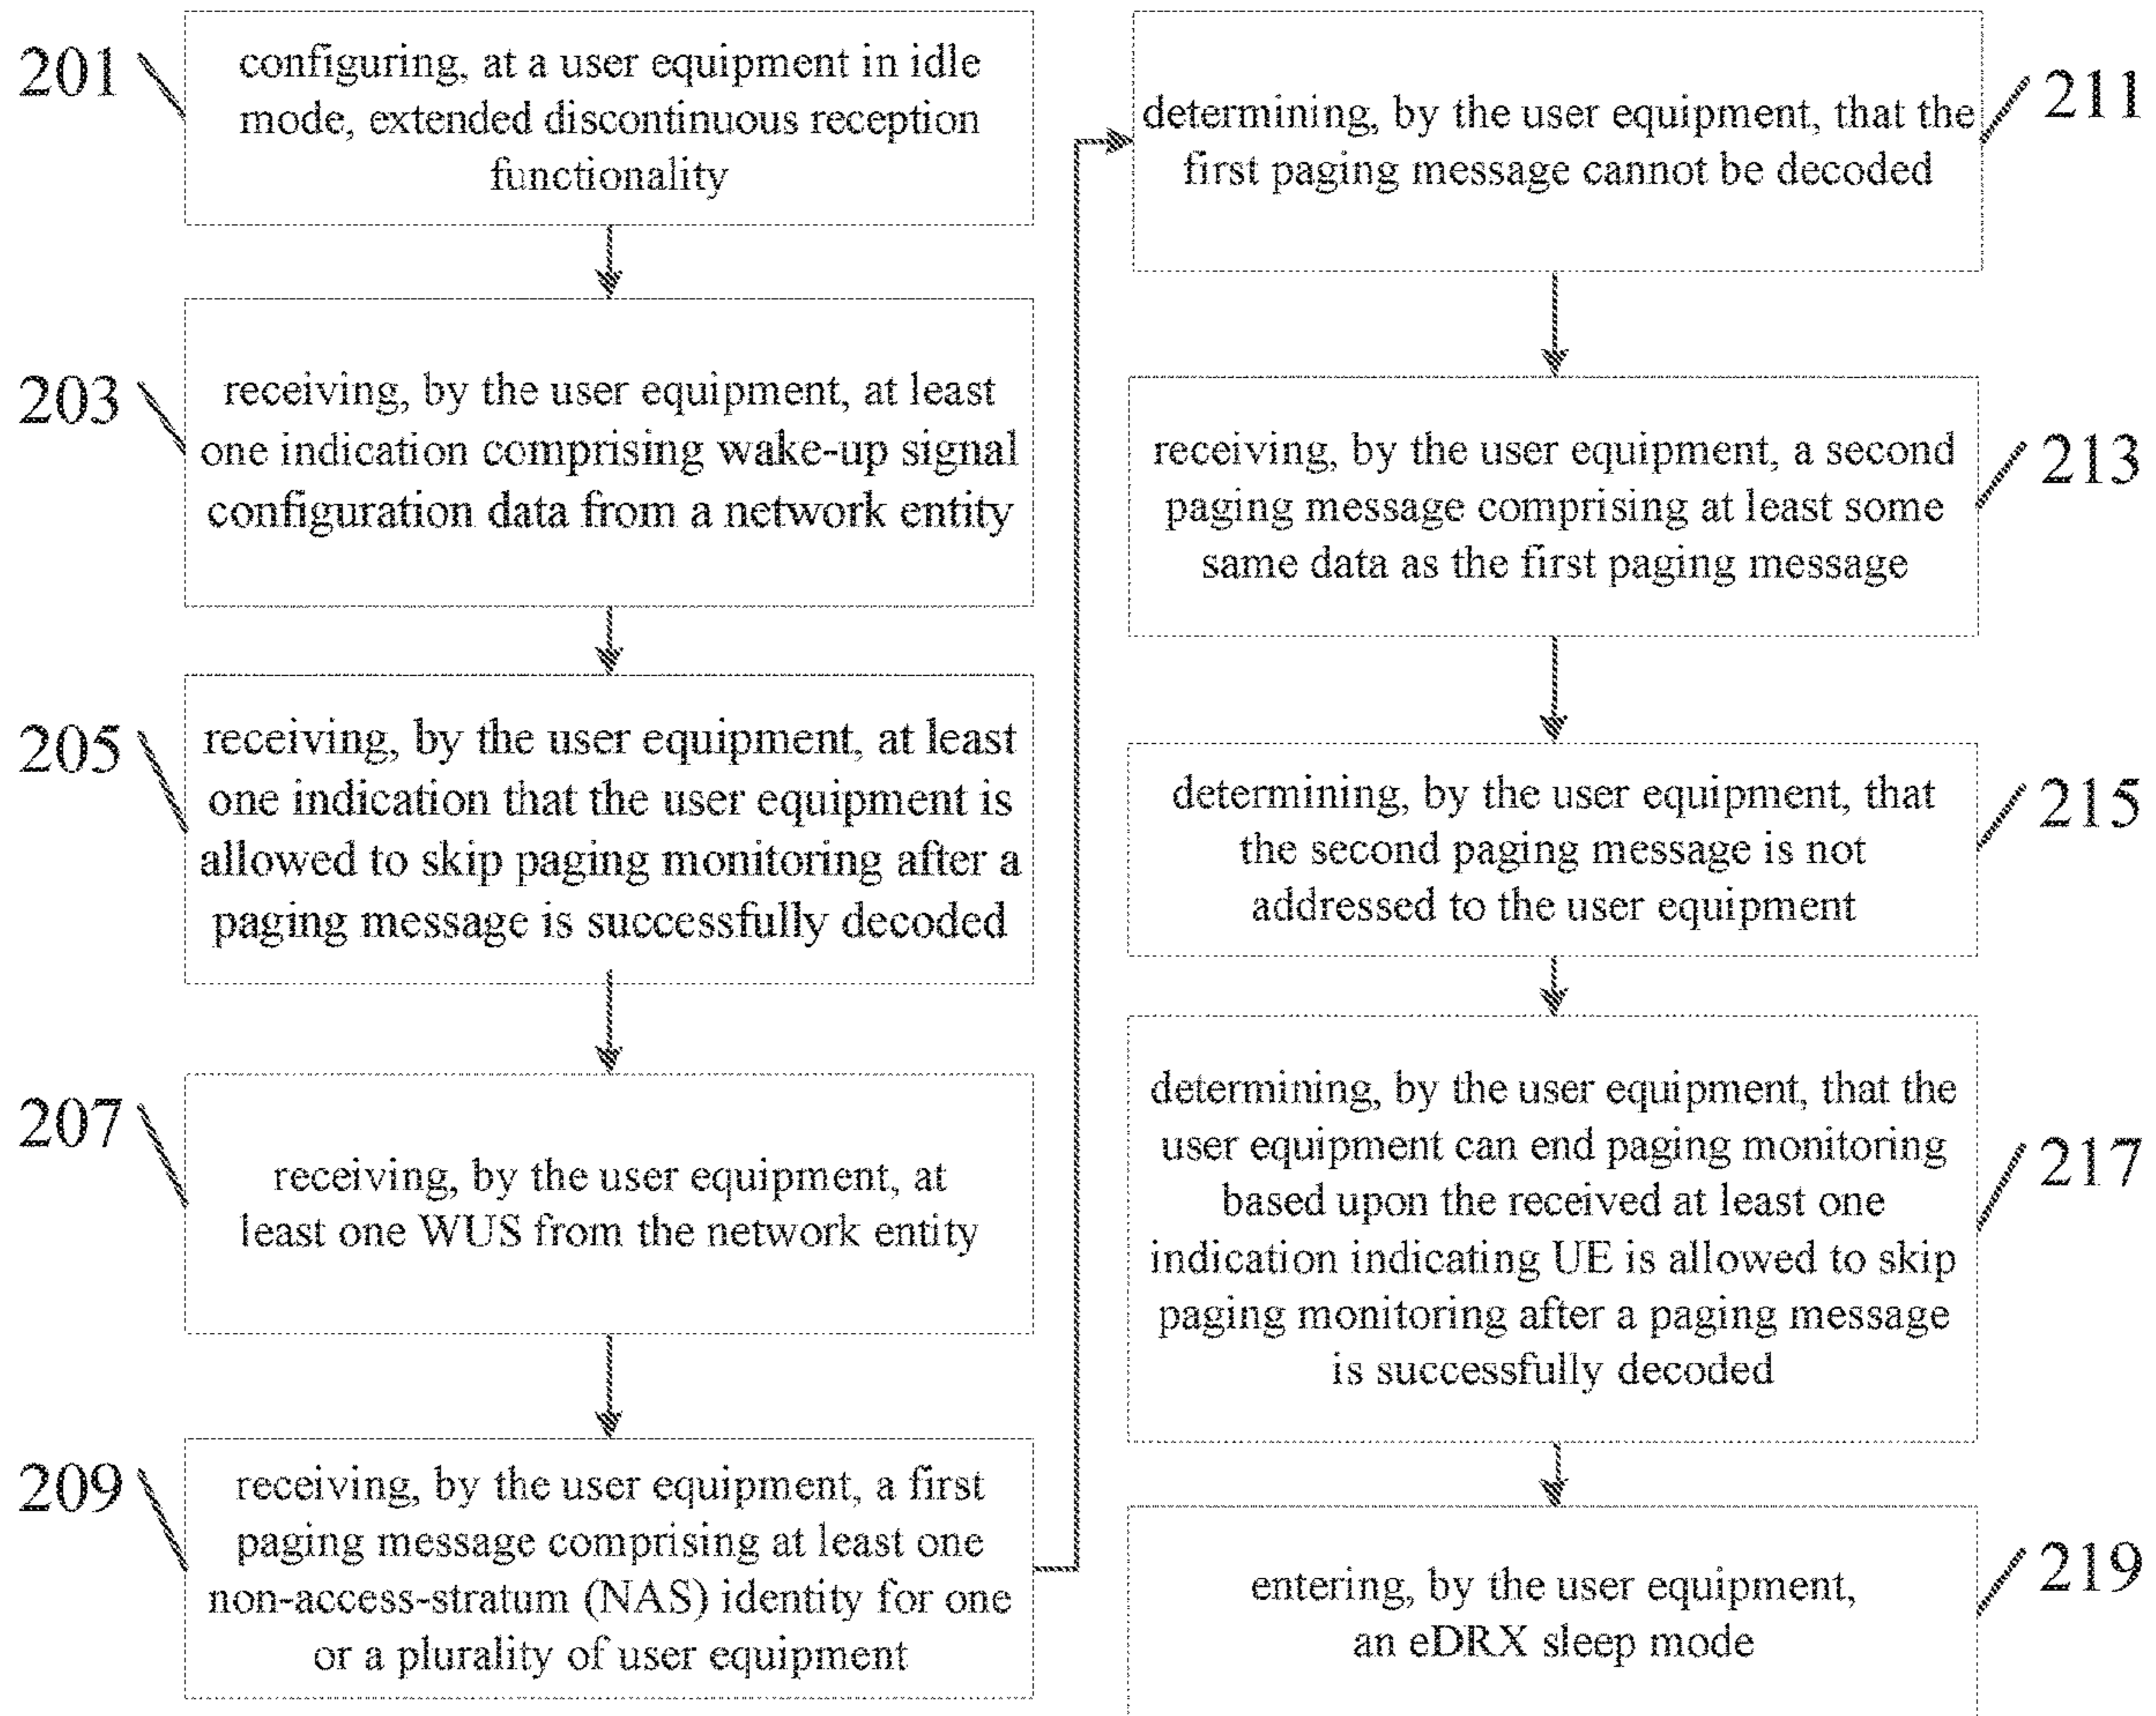 201
configuring, at a user equipment in idle
mode, extended discontinuous reception
functionality
203
receiving, by the user equipment, at least
one indication comprising wake-up signal
configuration data from a network entity
205
receiving, by the user equipment, at least
one indication that the user equipment is
allowed to skip paging monitoring after a
paging message is successfully decoded
207
receiving, by the user equipment, at
least one WUS from the network entity
209
receiving, by the user equipment, a first
paging message comprising at least one
non-access-stratum (NAS) identity for one
or a plurality of user equipment
211
determining, by the user equipment, that the
first paging message cannot be decoded
213
receiving, by the user equipment, a second
paging message comprising at least some
same data as the first paging message
215
determining, by the user equipment, that
the second paging message is not
addressed to the user equipment
217
determining, by the user equipment, that the
user equipment can end paging monitoring
based upon the received at least one
indication indicating UE is allowed to skip
paging monitoring after a paging message
is successfully decoded
219
entering, by the user equipment,
an eDRX sleep mode